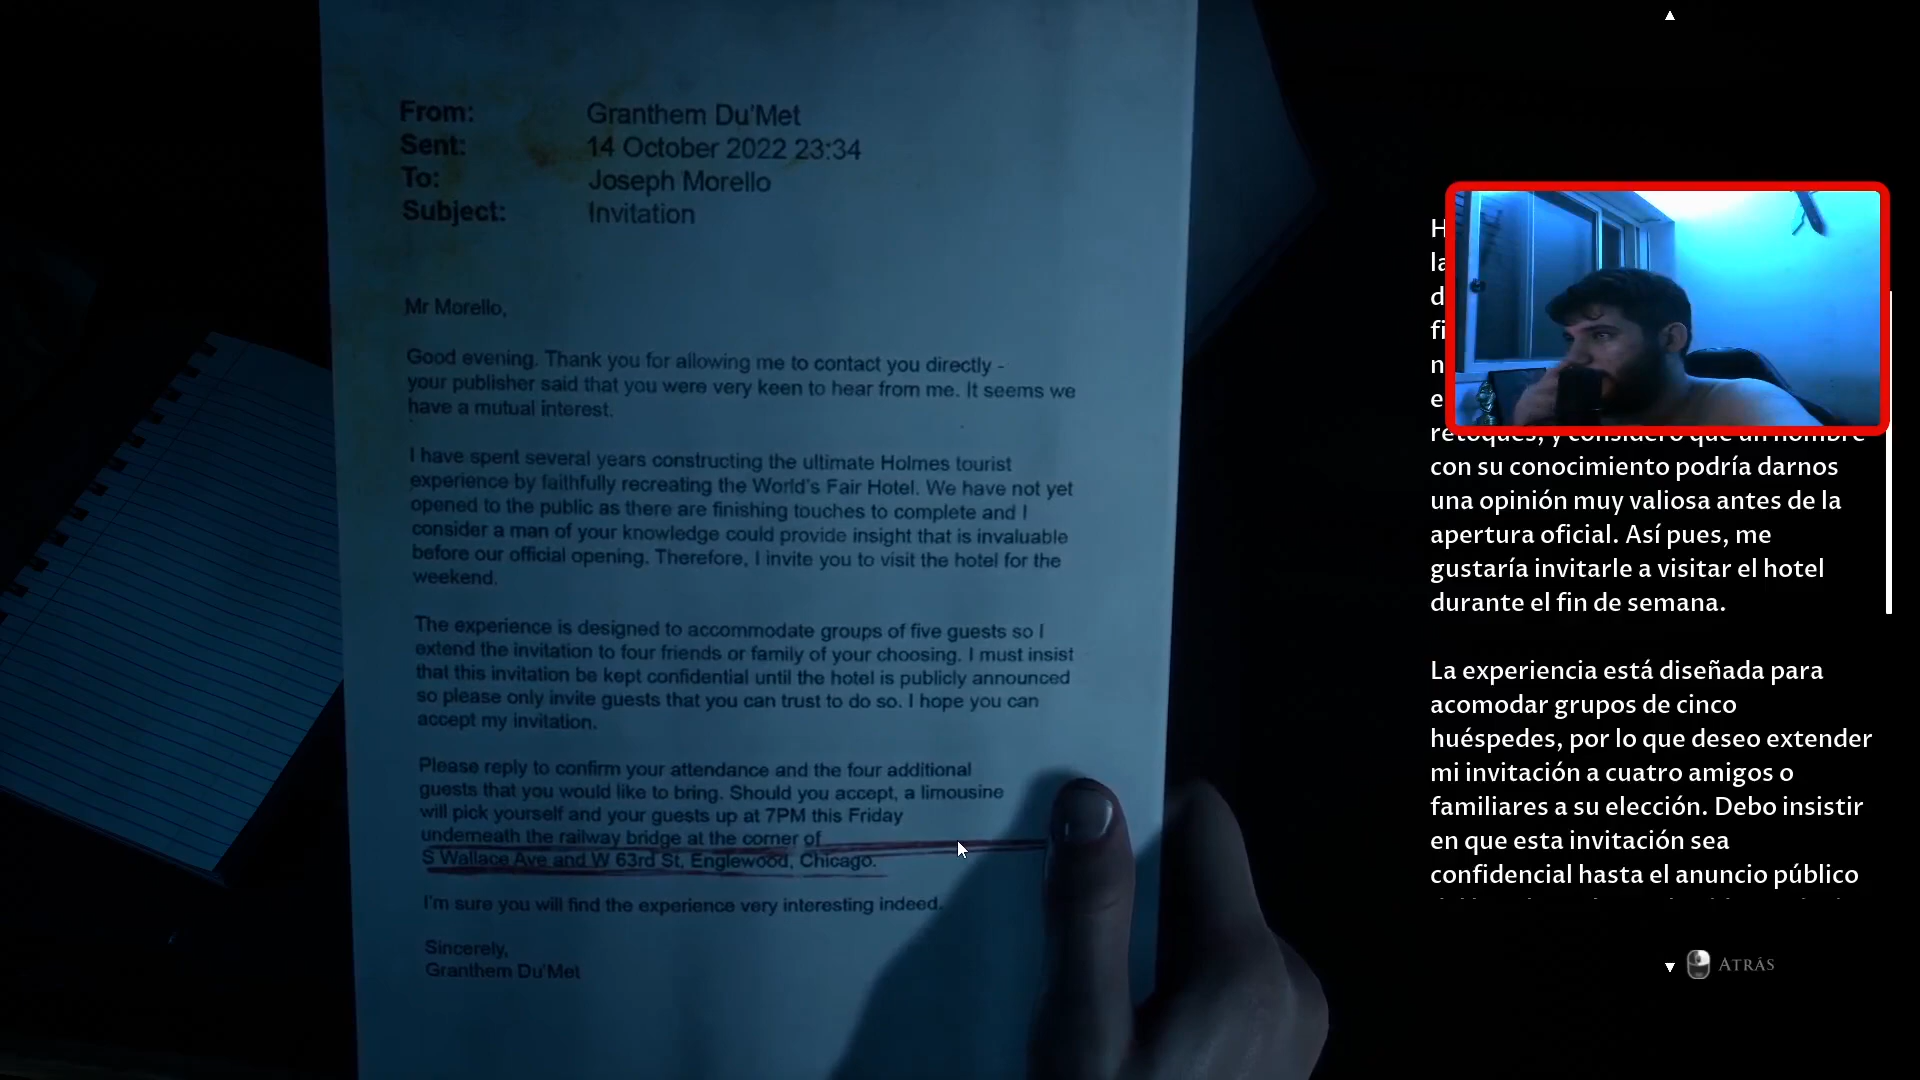 From: Granthem Du'Met
Sent: 14 October 2022 23:34
To: Joseph Morello
Subject: Invitation
Mr Morello,
Good evening. Thank you for allowing me to contact you directly -
your publisher said that you were very keen to hear from me. It seems we
have a mutual interest.
I have spent several years constructing the ultimate Holmes tourist
experience by faithfully recreating the World's Fair Hotel. We have not yet
opened to the public as there are finishing touches to complete and I
consider a man of your knowledge could provide insight that is invaluable
before our official opening. Therefore, I invite you to visit the hotel for the
weekend.
The experience is designed to accommodate groups of five guests so I
extend the invitation to four friends or family of your choosing. I must insist
that this invitation be kept confidential until the hotel is publicly announced
so please only invite guests that you can trust to do so. I hope you can
accept my invitation.
Please reply to confirm your attendance and the four additional
guests that you would like to bring. Should you accept, a limousine
will pick yourself and your guests up at 7PM this Friday
underneath the railway bridge at the corner of
S Wallace Ave and W 63rd St, Englewood, Chicago.
I'm sure you will find the experience very interesting indeed.
Sincerely,
Granthem Du'Met
retoques, y considero que un hombre
con su conocimiento podría darnos
una opinión muy valiosa antes de la
apertura oficial. Así pues, me
gustaría invitarle a visitar el hotel
durante el fin de semana.
La experiencia está diseñada para
acomodar grupos de cinco
huéspedes, por lo que deseo extender
mi invitación a cuatro amigos o
familiares a su elección. Debo insistir
en que esta invitación sea
confidencial hasta el anuncio público
ATRÁS